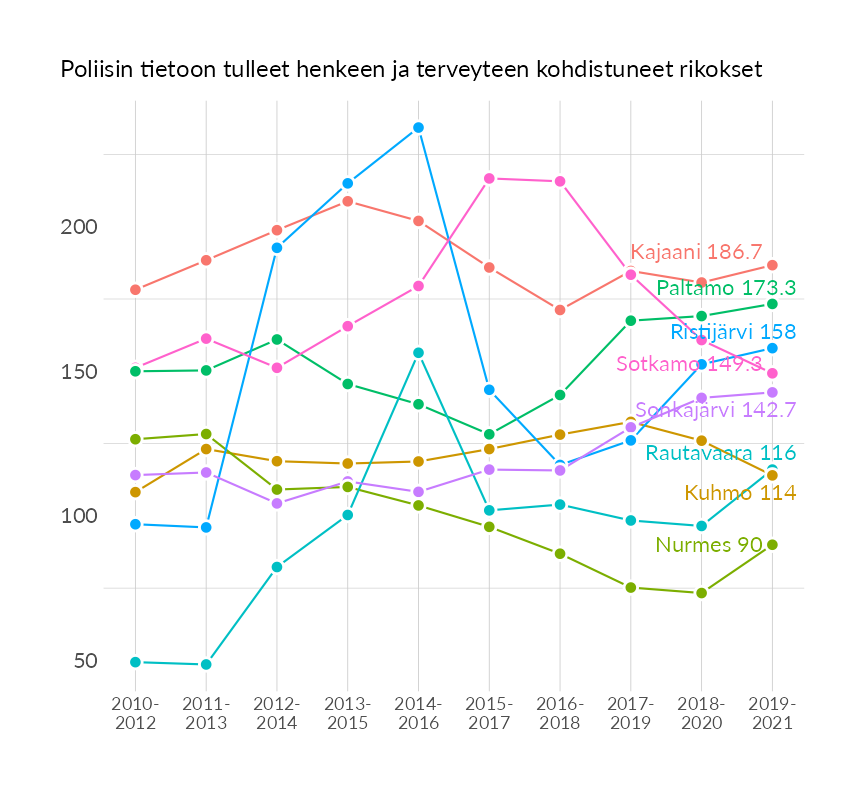 Poliisin tietoon tulleet henkeen ja terveyteen kohdistuneet rikokset
200
150
100
50
Kajaani 186.7
Paltamo 173.3
Ristijärvi 158
Sotkamo 149.3
Sonkajärvi 142.7
Rautavaara 116
Kuhmo 114
Nurmes 90
2010- 2011- 2012- 2013- 2014- 2015- 2016- 2017- 2018- 2019-
2012 2013 2014 2015 2016 2017 2018 2019 2020 2021